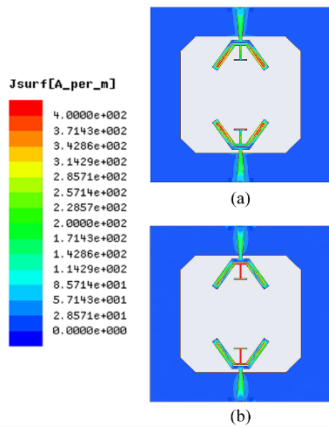 Jsurf[A_per_m]
4.0000e+002
3.7143e+002
3.4286e+002
3.1429e+002
2.8571e+002
2.5714e+002
2.2857e+002
2.0000e+002
1.7143e+002
1.4286e+002
1.1429e+002
8.5714e+001
5.7143e+001
2.8571e+001
0.0000e+000
(a)
(b)